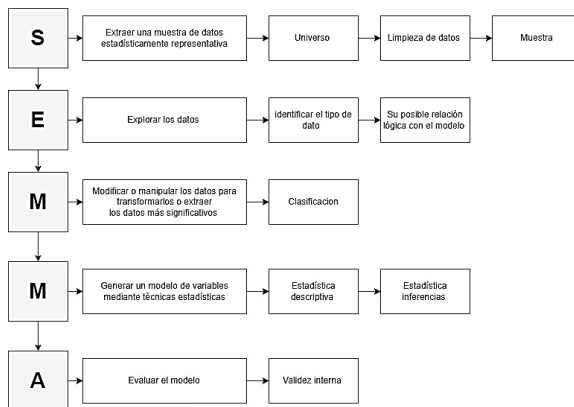 S
Extraer una muestra de datos
estadísticamente representativa
Universo
Limpieza de datos
Muestra
E
Explorar los datos
identificar el tipo de
dato
Su posible relación
lógica con el modelo
M
Modificar o manipular los datos para
transformarlos o extraer
los datos más significativos
Clasificacion
M
Generar un modelo de variables
mediante técnicas estadísticas
Estadística
descriptiva
Estadística
inferencias
A
Evaluar el modelo
Validez interna